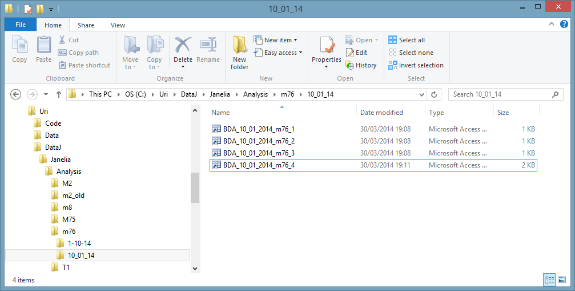 10_01_14
File Home Share View
Cut
Copy path
Paste shortcut
Copy Paste
Clipboard
Move to Copy to Delete Rename
Organize
New folder
New item
Easy access
New
Properties
Open
Edit
History
Open
Select all
Select none
Invert selection
Select
This PC OS (C:) Uri DataJ Janelia Analysis m76 10_01_14
Search 10_01_14
Uri
Code
Data
DataJ
Janelia
Analysis
M2
m2_old
m8
M75
m76
1-10-14
10_01_14
T1
Name Date modified Type Size
BDA_10_01_2014_m76_1 30/03/2014 19:08 Microsoft Access ... 1 KB
BDA_10_01_2014_m76_2 30/03/2014 19:08 Microsoft Access ... 1 KB
BDA_10_01_2014_m76_3 30/03/2014 19:08 Microsoft Access ... 1 KB
BDA_10_01_2014_m76_4 30/03/2014 19:11 Microsoft Access ... 2 KB
4 items